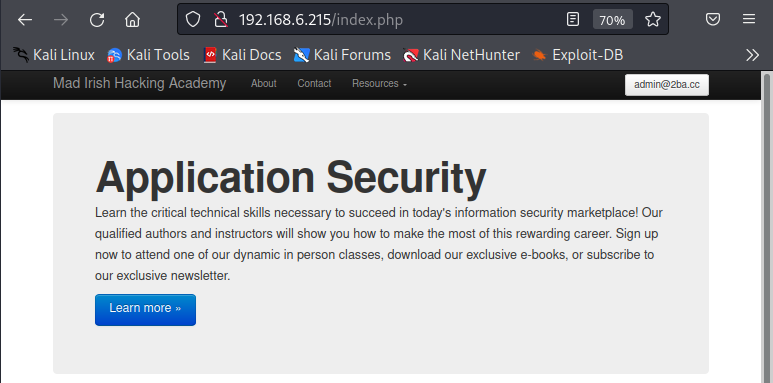 192.168.6.215/index.php
70%
Kali Linux
Kali Tools
Kali Docs
Kali Forums
Kali NetHunter
Exploit-DB
Mad Irish Hacking Academy
About
Contact
Resources
admin@2ba.cc
Application Security
Learn the critical technical skills necessary to succeed in today's information security marketplace! Our
qualified authors and instructors will show you how to make the most of this rewarding career. Sign up
now to attend one of our dynamic in person classes, download our exclusive e-books, or subscribe to
our exclusive newsletter.
Learn more »